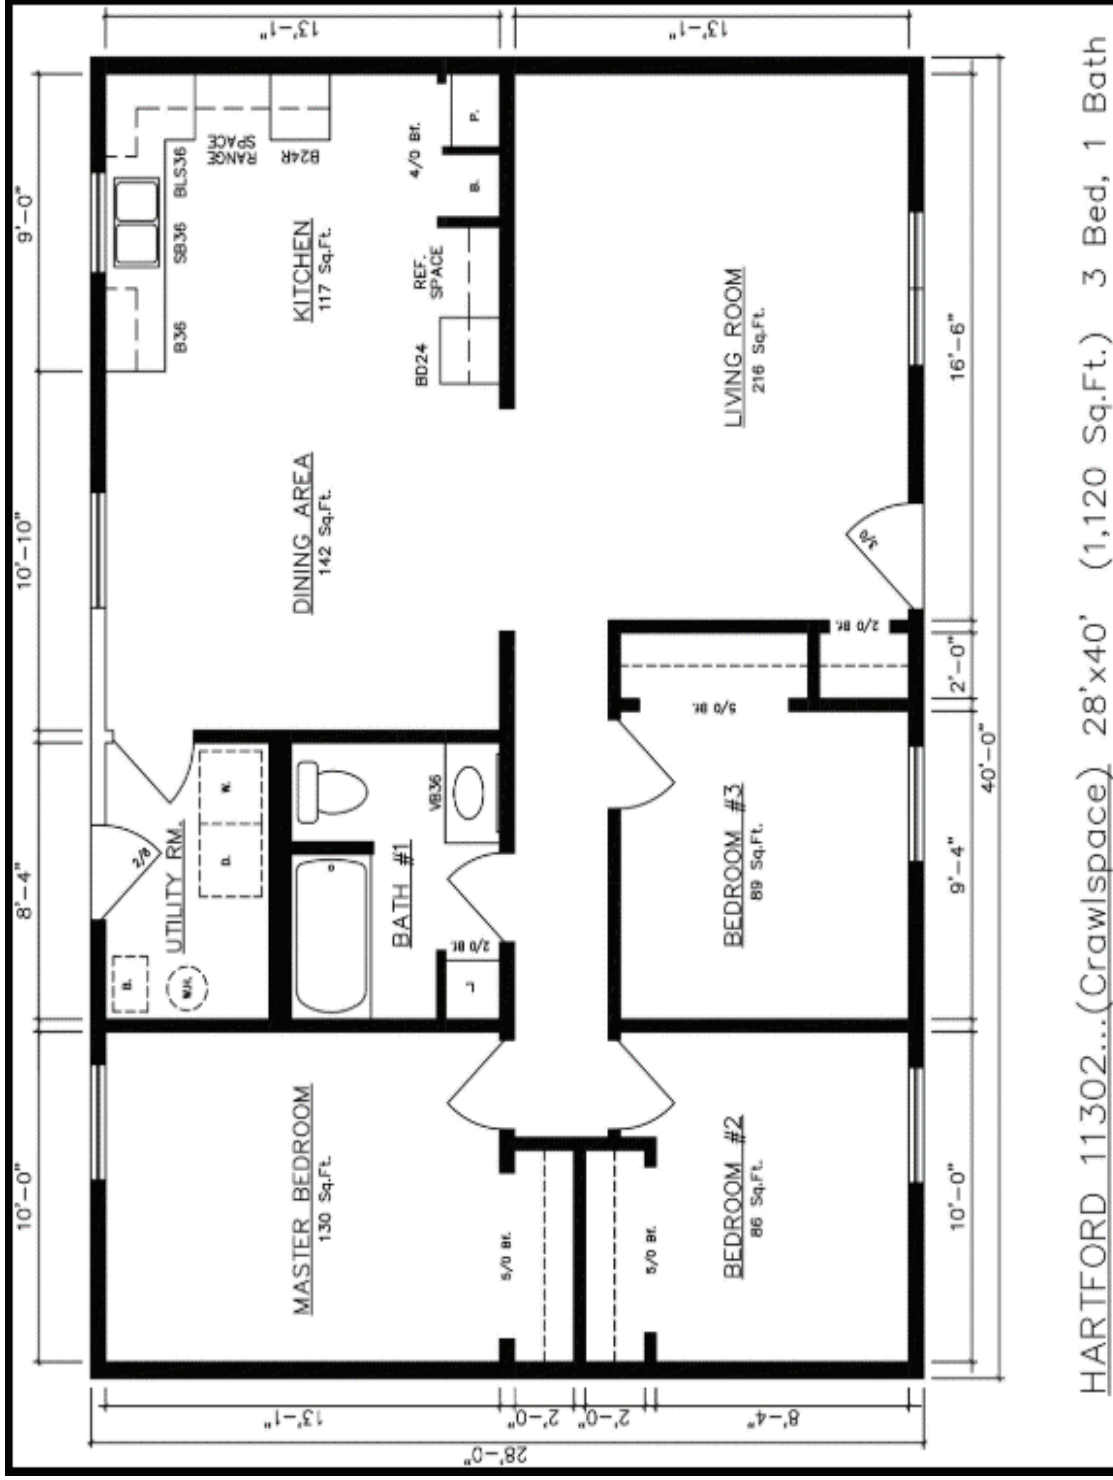 9'-0"
10'-10"
8'-4"
10'-0"
13'-1"
13'-1"
BLS36
SB36
B36
RANGE
SPACE
B24R
4/0 Bf.
P.
B.
KITCHEN
117 Sq.Ft.
REF.
SPACE
BD24
DINING AREA
142 Sq.Ft.
LIVING ROOM
216 Sq.Ft.
3/0
2/0 Bf.
5/0 Bf.
UTILITY RM.
2/8
W.
D.
B.
W.H.
BATH #1
VB36
2/0 Bf.
L
BEDROOM #3
89 Sq.Ft.
MASTER BEDROOM
130 Sq.Ft.
5/0 Bf.
5/0 Bf.
BEDROOM #2
86 Sq.Ft.
13'-1"
2'-0"
2'-0"
8'-4"
28'-0"
10'-0"
9'-4"
2'-0"
16'-6"
40'-0"
HARTFORD 11302...(Crawlspace) 28'x40' (1,120 Sq.Ft.) 3 Bed, 1 Bath